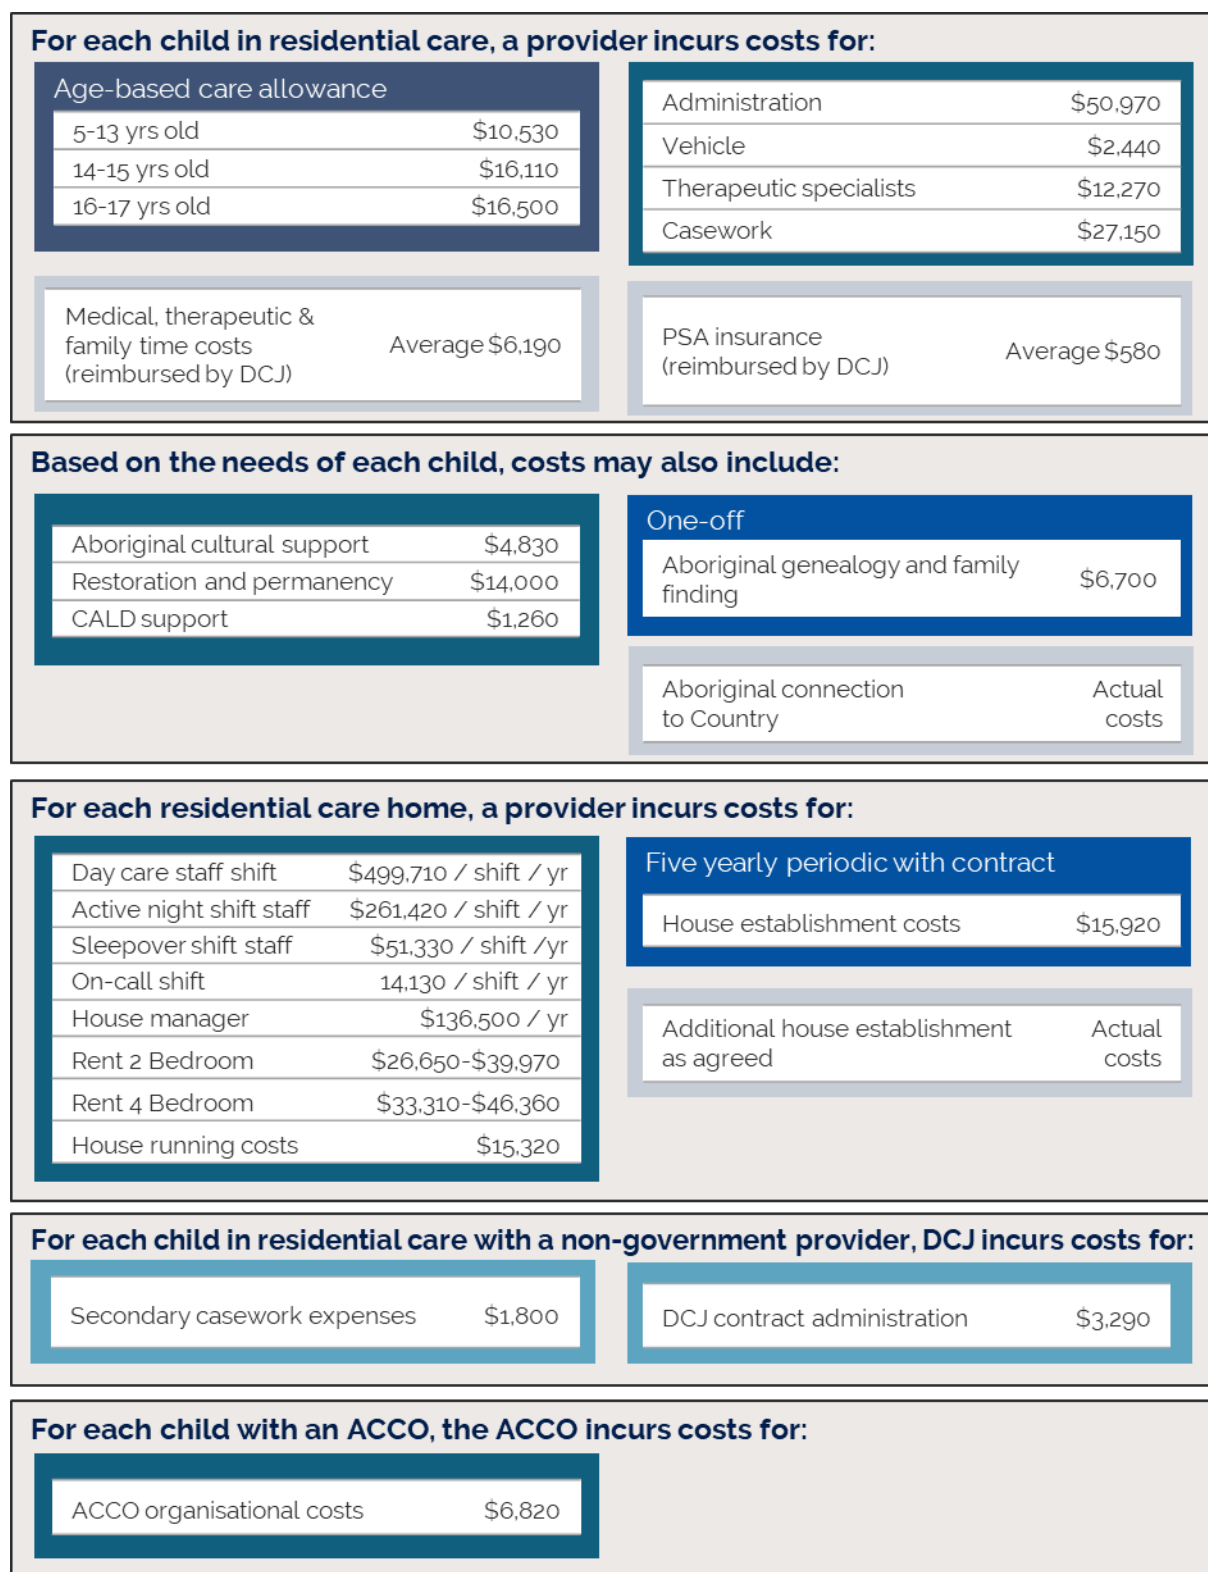 For each child in residential care, a provider incurs costs for:
Age-based care allowance
5-13 yrs old $10,530
14-15 yrs old $16,110
16-17 yrs old $16,500
Administration $50,970
Vehicle $2,440
Therapeutic specialists $12,270
Casework $27,150
Medical, therapeutic &
family time costs Average $6,190
(reimbursed by DCJ)
PSA insurance Average $580
(reimbursed by DCJ)
Based on the needs of each child, costs may also include:
Aboriginal cultural support $4,830
Restoration and permanency $14,000
CALD support $1,260
One-off
Aboriginal genealogy and family $6,700
finding
Aboriginal connection Actual
to Country costs
For each residential care home, a provider incurs costs for:
Day care staff shift $499,710 / shift / yr
Active night shift staff $261,420 / shift / yr
Sleepover shift staff $51,330 / shift /yr
On-call shift 14,130 / shift / yr
House manager $136,500 / yr
Rent 2 Bedroom $26,650-$39,970
Rent 4 Bedroom $33,310-$46,360
House running costs $15,320
Five yearly periodic with contract
House establishment costs $15,920
Additional house establishment Actual
as agreed costs
For each child in residential care with a non-government provider, DCJ incurs costs for:
Secondary casework expenses $1,800
DCJ contract administration $3,290
For each child with an ACCO, the ACCO incurs costs for:
ACCO organisational costs $6,820